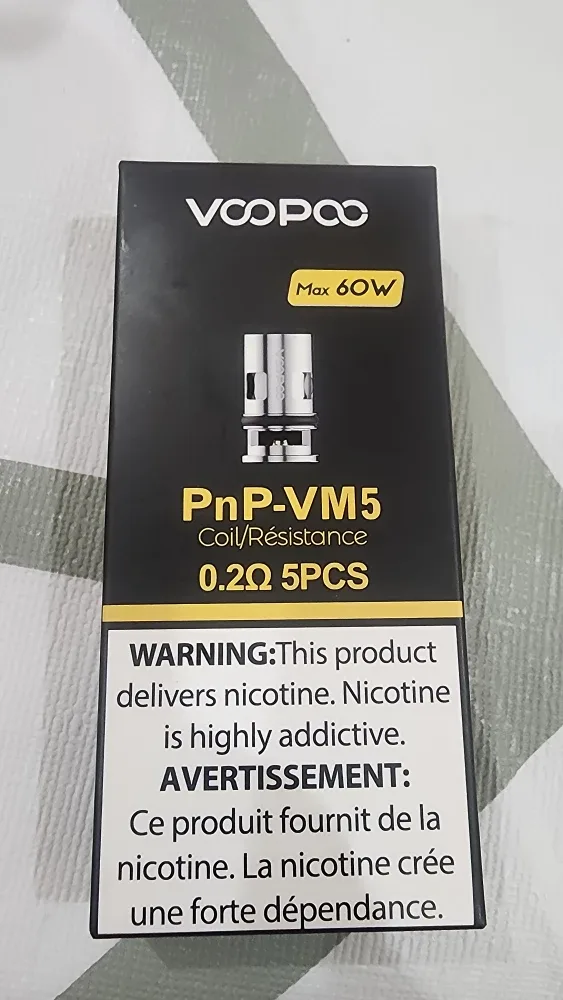 VOOPOO
Max 60W
VOOPOO
PnP-VM5
Coil/Résistance
0.2Ω 5PCS
WARNING:This product
delivers nicotine. Nicotine
is highly addictive.
AVERTISSEMENT:
Ce produit fournit de la
nicotine. La nicotine crée
une forte dépendance.